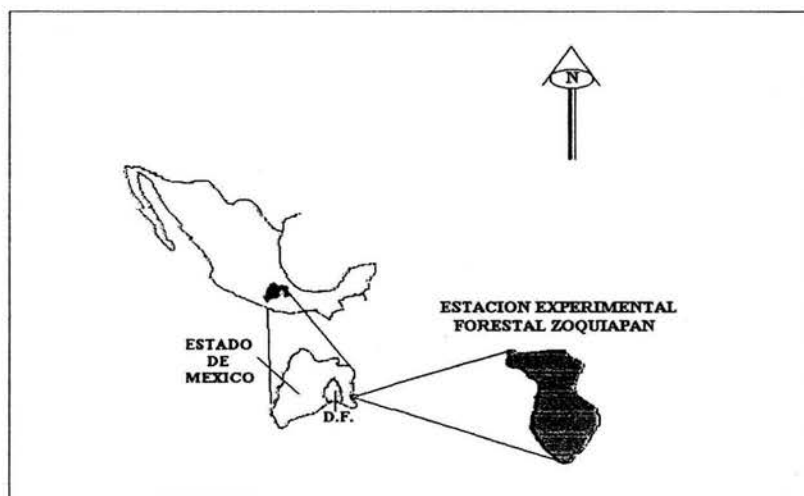 N
ESTACION EXPERIMENTAL
FORESTAL ZOQUIAPAN
ESTADO
DE
MEXICO
D.F.